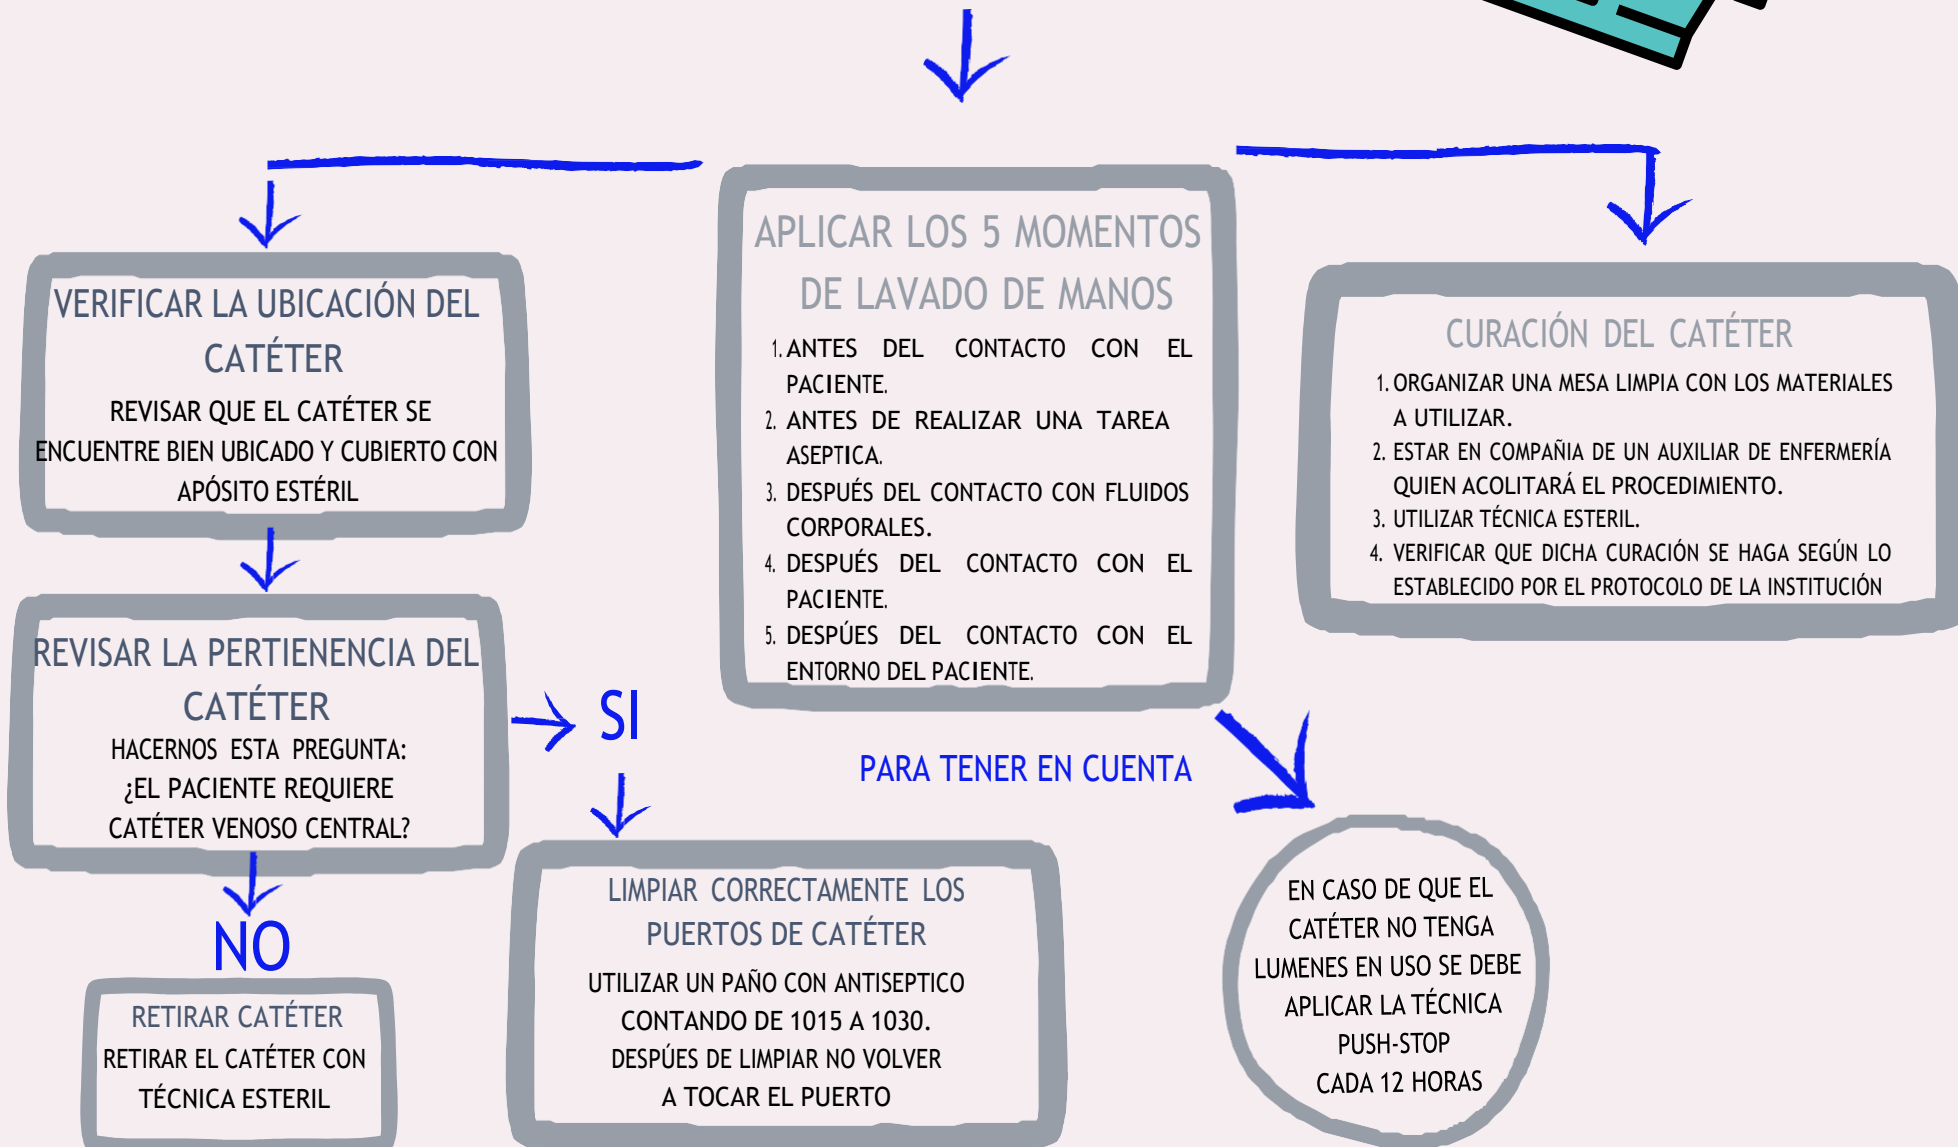 VERIFICAR LA UBICACIÓN DEL
CATÉTER
REVISAR QUE EL CATÉTER SE
ENCUENTRE BIEN UBICADO Y CUBIERTO CON
APÓSITO ESTÉRIL
REVISAR LA PERTIENENCIA DEL
CATÉTER
HACERNOS ESTA PREGUNTA:
¿EL PACIENTE REQUIERE
CATÉTER VENOSO CENTRAL?
NO
RETIRAR CATÉTER
RETIRAR EL CATÉTER CON
TÉCNICA ESTERIL
SI
LIMPIAR CORRECTAMENTE LOS
PUERTOS DE CATÉTER
UTILIZAR UN PAÑO CON ANTISEPTICO
CONTANDO DE 1015 A 1030.
DESPÚES DE LIMPIAR NO VOLVER
A TOCAR EL PUERTO
APLICAR LOS 5 MOMENTOS
DE LAVADO DE MANOS
1. ANTES DEL CONTACTO CON EL
PACIENTE.
2. ANTES DE REALIZAR UNA TAREA
ASEPTICA.
3. DESPUÉS DEL CONTACTO CON FLUIDOS
CORPORALES.
4. DESPUÉS DEL CONTACTO CON EL
PACIENTE.
5. DESPÚES DEL CONTACTO CON EL
ENTORNO DEL PACIENTE.
PARA TENER EN CUENTA
EN CASO DE QUE EL
CATÉTER NO TENGA
LUMENES EN USO SE DEBE
APLICAR LA TÉCNICA
PUSH-STOP
CADA 12 HORAS
CURACIÓN DEL CATÉTER
1. ORGANIZAR UNA MESA LIMPIA CON LOS MATERIALES
A UTILIZAR.
2. ESTAR EN COMPAÑIA DE UN AUXILIAR DE ENFERMERÍA
QUIEN ACOLITARÁ EL PROCEDIMIENTO.
3. UTILIZAR TÉCNICA ESTERIL.
4. VERIFICAR QUE DICHA CURACIÓN SE HAGA SEGÚN LO
ESTABLECIDO POR EL PROTOCOLO DE LA INSTITUCIÓN